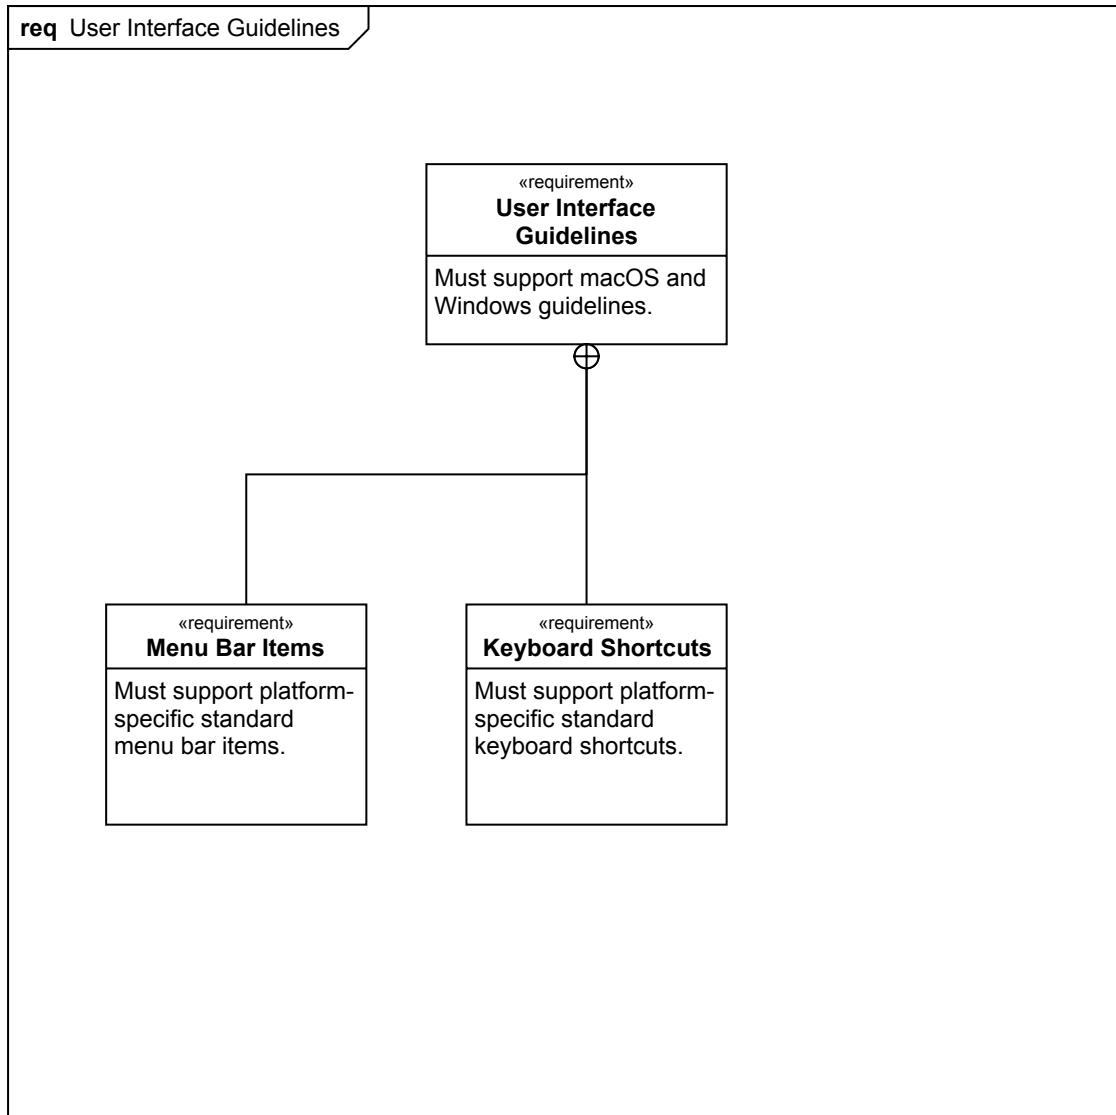 req User Interface Guidelines
«requirement»
User Interface
Guidelines
Must support macOS and
Windows guidelines.
«requirement»
Menu Bar Items
Must support platform-
specific standard
menu bar items.
«requirement»
Keyboard Shortcuts
Must support platform-
specific standard
keyboard shortcuts.